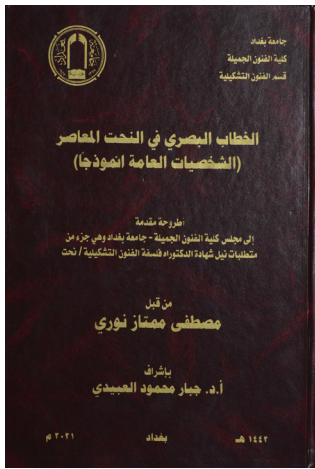 جامعة بغداد
كلية الفنون الجميلة
قسم الفنون التشكيلية
الخطاب البصري في النحت المعاصر
(الشخصيات العامة انموذجاً)
أطروحة مقدمة
إلى مجلس كلية الفنون الجميلة - جامعة بغداد وهي جزء من
متطلبات نيل شهادة الدكتوراه فلسفة الفنون التشكيلية / نحت
من قبل
مصطفى ممتاز نوري
بإشراف
أ.د. جبار محمود العبيدي
١٤٤٢ هـ بغداد ٢٠٢١ م